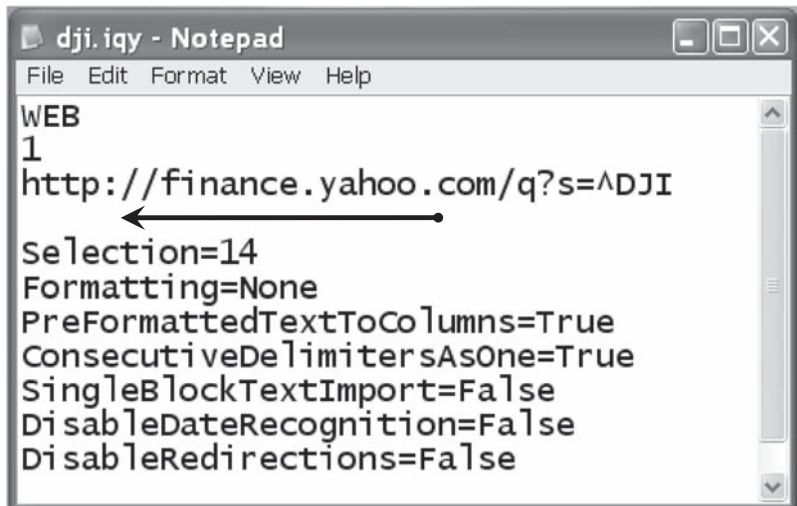 dji.iqy - Notepad
File Edit Format View Help
WEB
1
http://finance.yahoo.com/q?s=^DJI
Selection=14
Formatting=None
PreFormattedTextToColumns=True
ConsecutiveDelimitersAsOne=True
SingleBlockTextImport=False
DisableDateRecognition=False
DisableRedirections=False